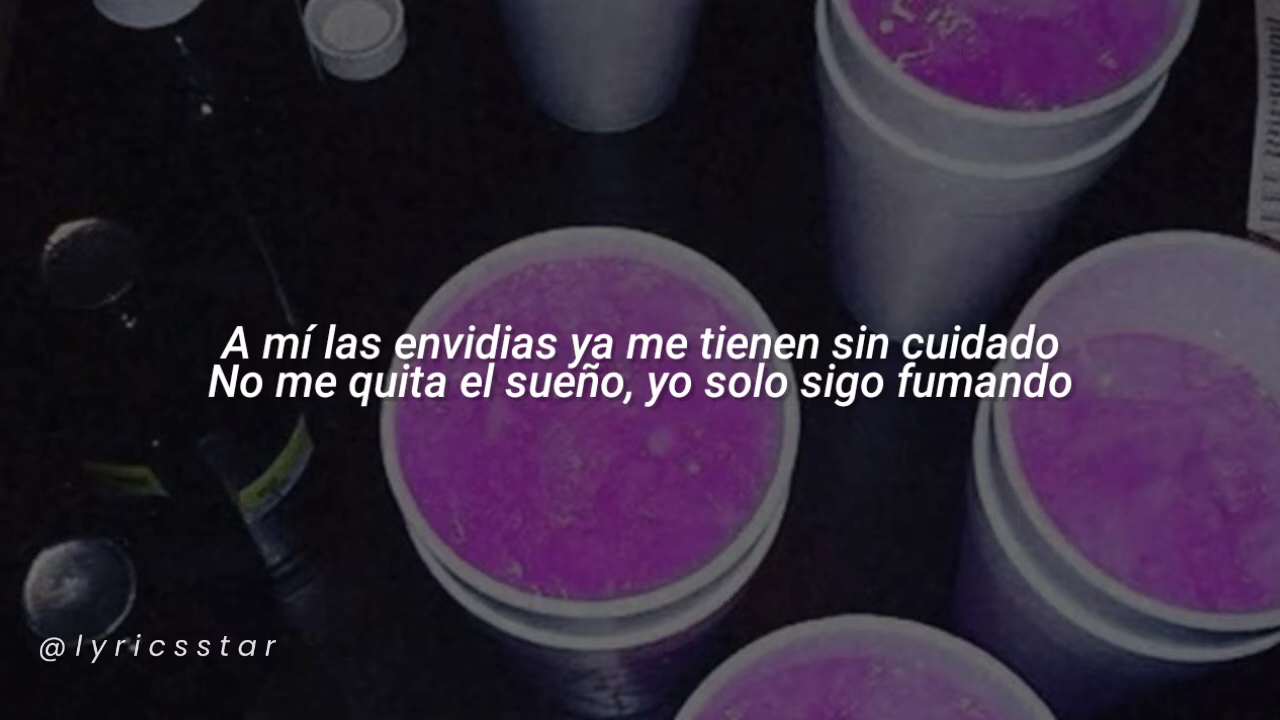 A mí las envidias ya me tienen sin cuidado
No me quita el sueño, yo solo sigo fumando
@lyricsstar